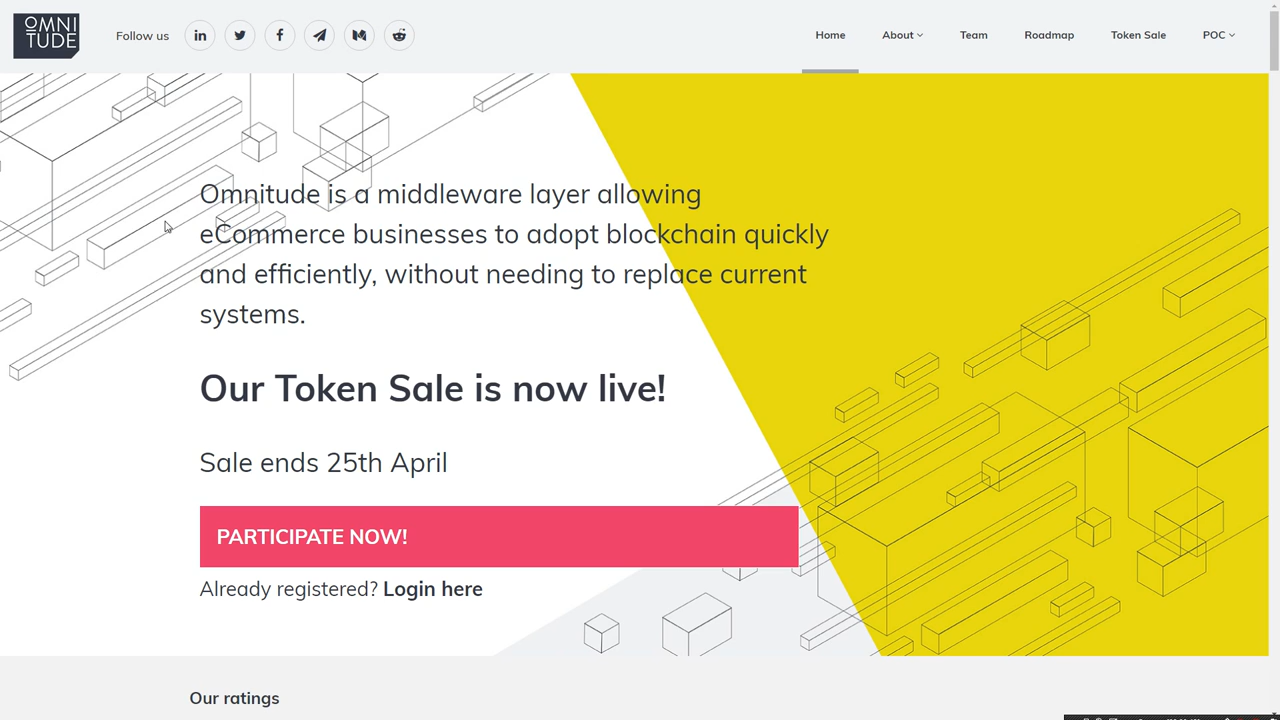 OMNI
TUDE
Follow us
Home
About
Team
Roadmap
Token Sale
POC
Omnitude is a middleware layer allowing
eCommerce businesses to adopt blockchain quickly
and efficiently, without needing to replace current
systems.
Our Token Sale is now live!
Sale ends 25th April
PARTICIPATE NOW!
Already registered? Login here
Our ratings